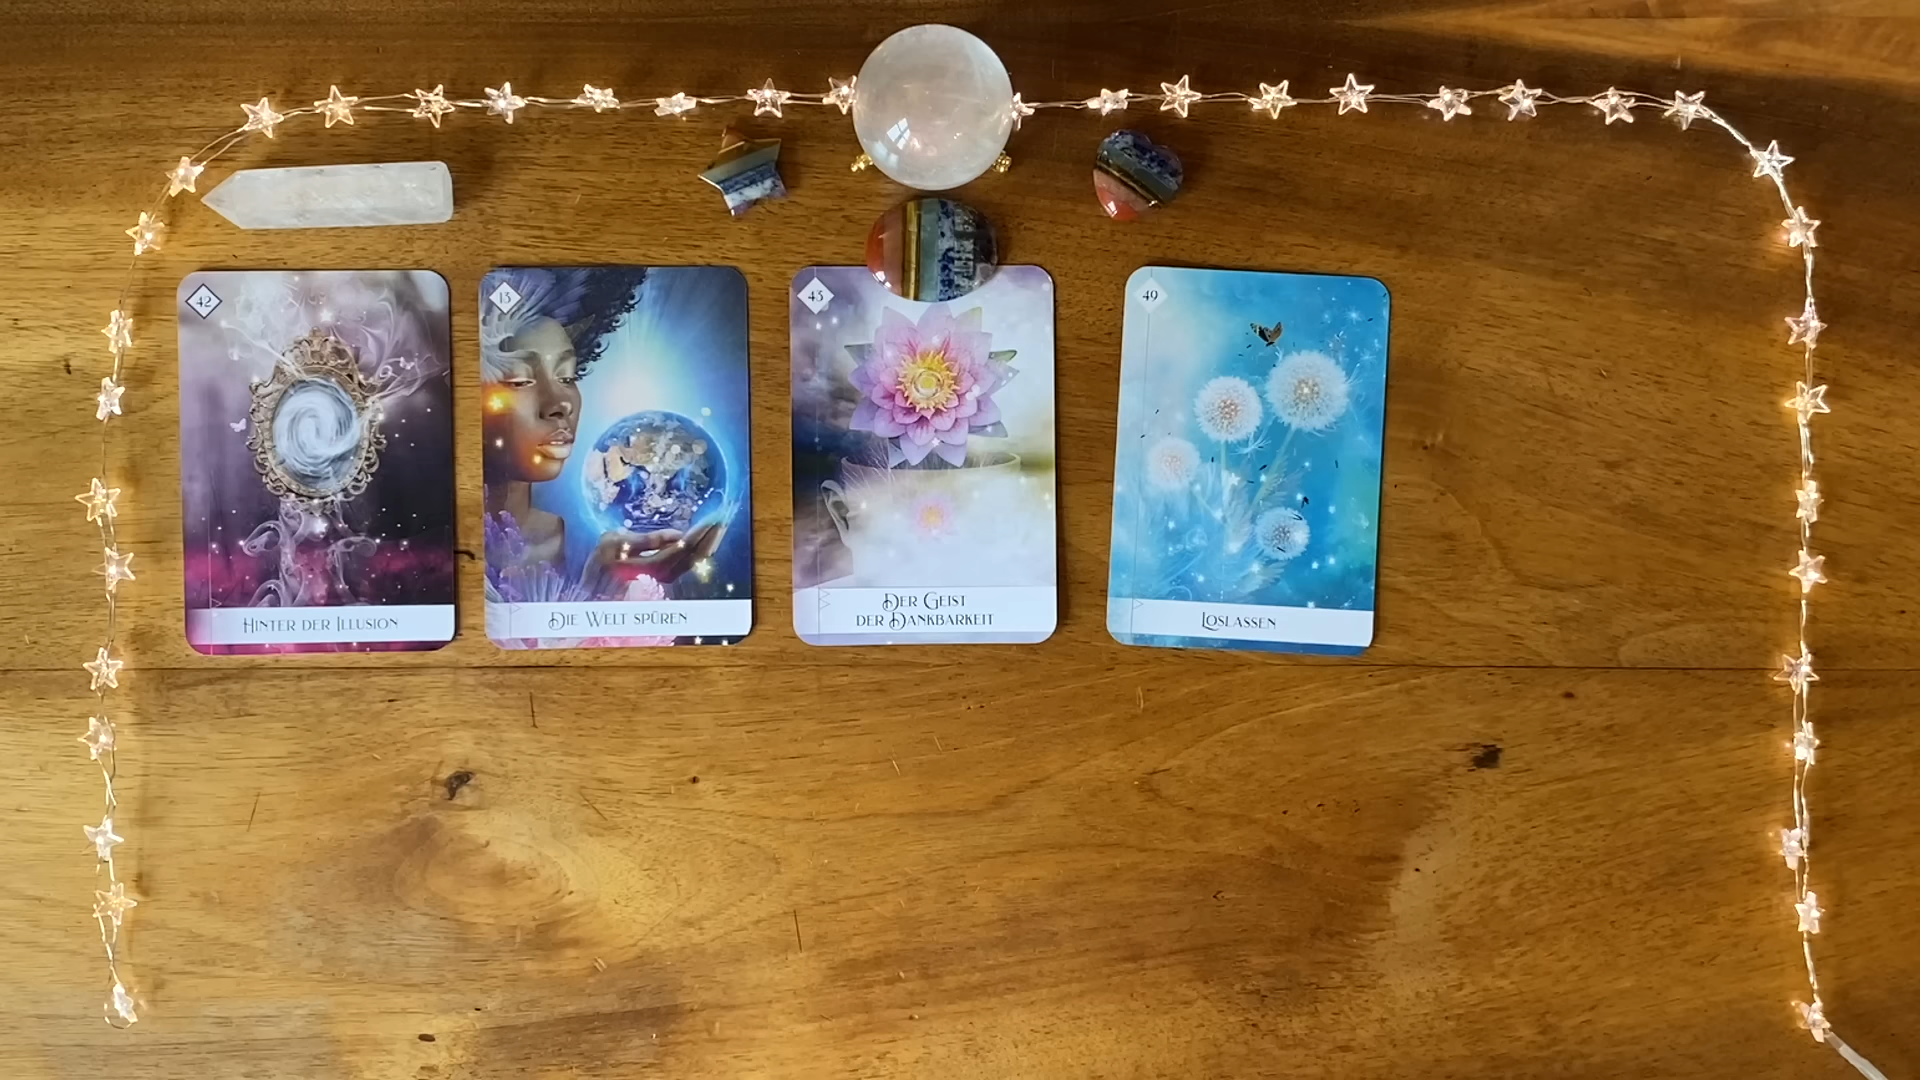 42
HINTER DER ILLUSION
13
DIE WELT SPÜREN
43
DER GEIST
DER DANKBARKEIT
49
LOSLASSEN